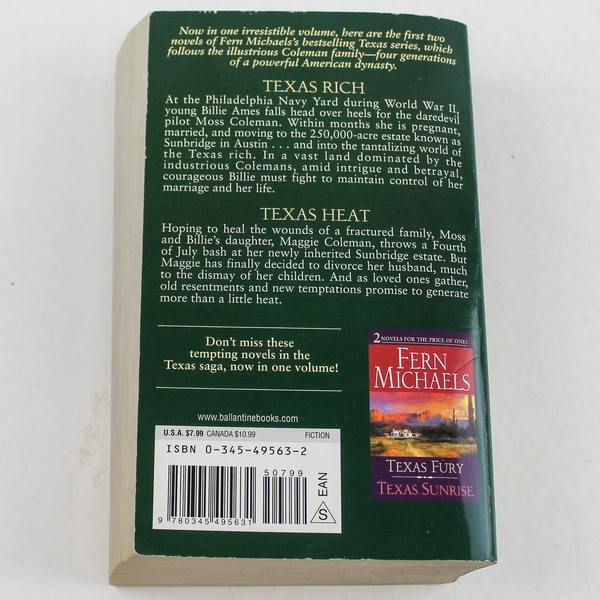 Now in one irresistible volume, here are the first two
novels of Fern Michaels's bestselling Texas series, which
follows the illustrious Coleman family—four generations
of a powerful American dynasty.
TEXAS RICH
At the Philadelphia Navy Yard during World War II,
young Billie Ames falls head over heels for the daredevil
pilot Moss Coleman. Within months she is pregnant,
married, and moving to the 250,000-acre estate known as
Sunbridge in Austin . . . and into the tantalizing world of
the Texas rich. In a vast land dominated by the
industrious Colemans, amid intrigue and betrayal,
courageous Billie must fight to maintain control of her
marriage and her life.
TEXAS HEAT
Hoping to heal the wounds of a fractured family, Moss
and Billie's daughter, Maggie Coleman, throws a Fourth
of July bash at her newly inherited Sunbridge estate. But
Maggie has finally decided to divorce her husband, much
to the dismay of her children. And as loved ones gather,
old resentments and new temptations promise to generate
more than a little heat.
Don't miss these
tempting novels in the
Texas saga, now in one volume!
2 NOVELS FOR THE PRICE OF ONE!
FERN
MICHAELS
TEXAS FURY
TEXAS SUNRISE
www.ballantinebooks.com
U.S.A. $7.99 CANADA $10.99 FICTION
ISBN 0-345-49563-2
50799
9 780345 495631
S
EAN